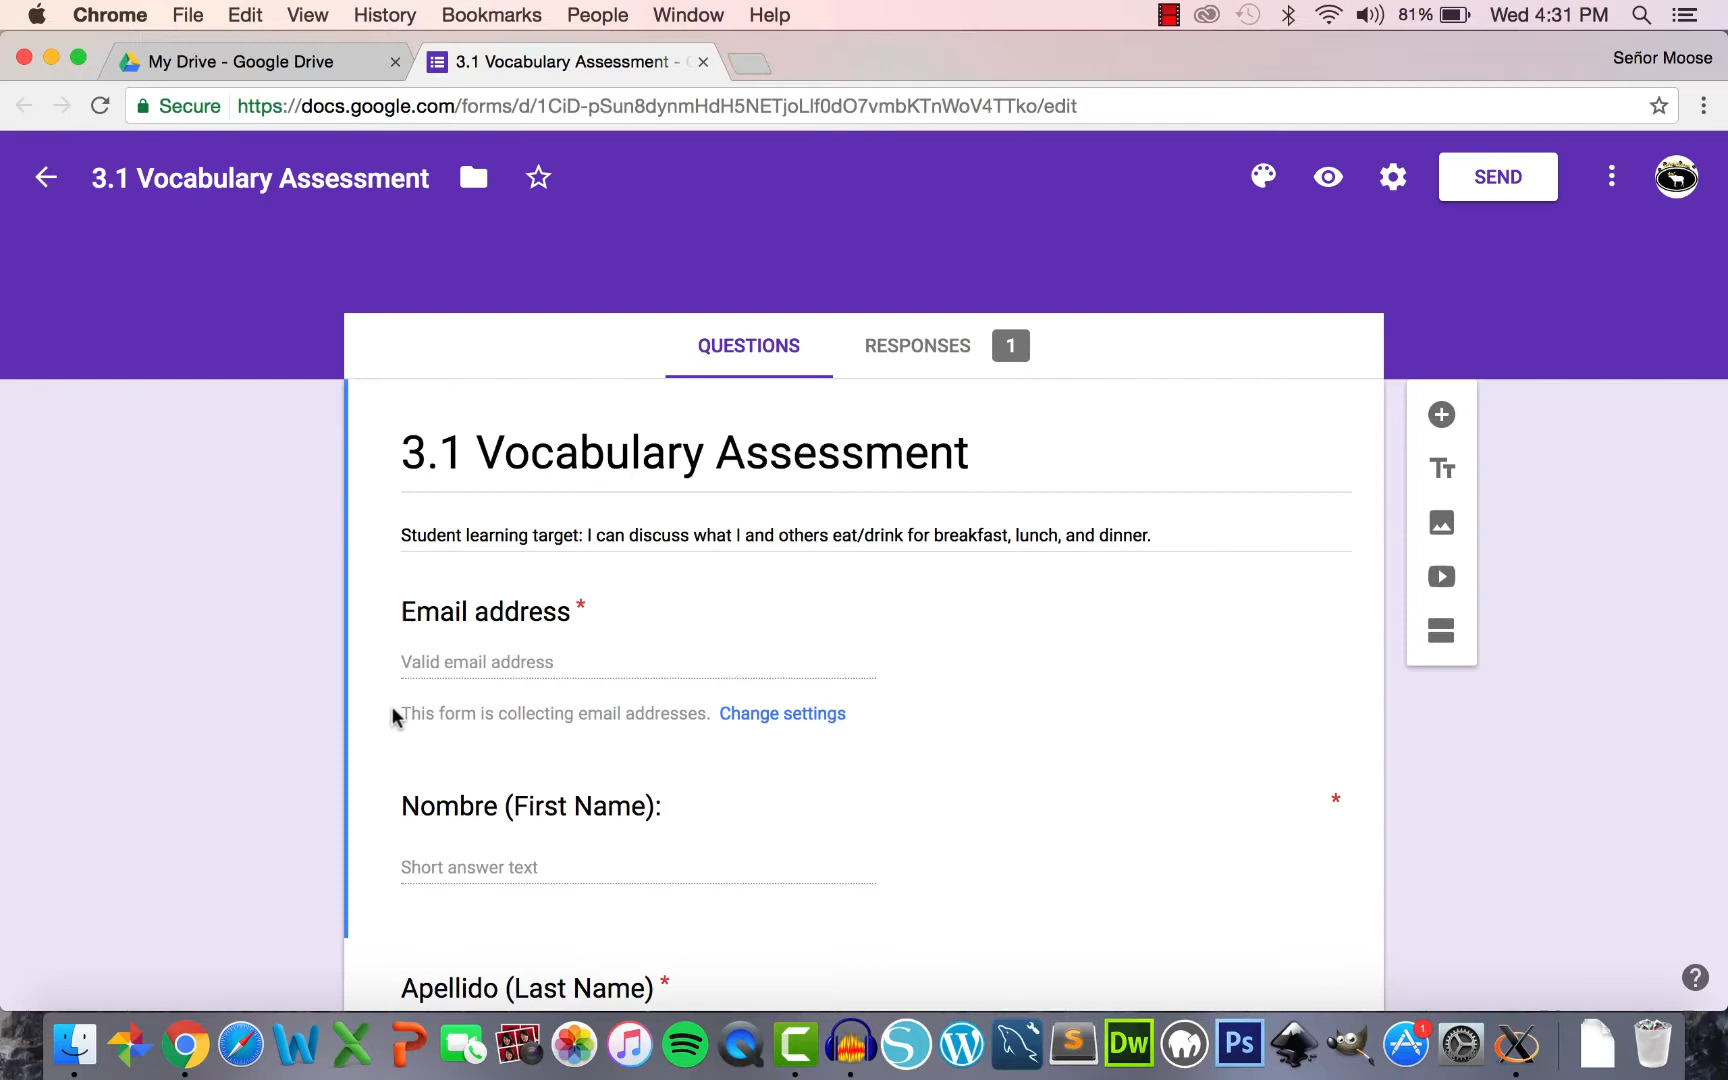 Chrome File Edit View History Bookmarks People Window Help 81% Wed 4:31 PM
My Drive - Google Drive 3.1 Vocabulary Assessment - Señor Moose
Secure https://docs.google.com/forms/d/1CiD-pSun8dynmHdH5NETjoLlf0dO7vmbKTnWoV4TTko/edit
3.1 Vocabulary Assessment SEND
QUESTIONS RESPONSES 1
3.1 Vocabulary Assessment
Student learning target: I can discuss what I and others eat/drink for breakfast, lunch, and dinner.
Email address *
Valid email address
This form is collecting email addresses. Change settings
Nombre (First Name): *
Short answer text
Apellido (Last Name) *
Dw Ps 1